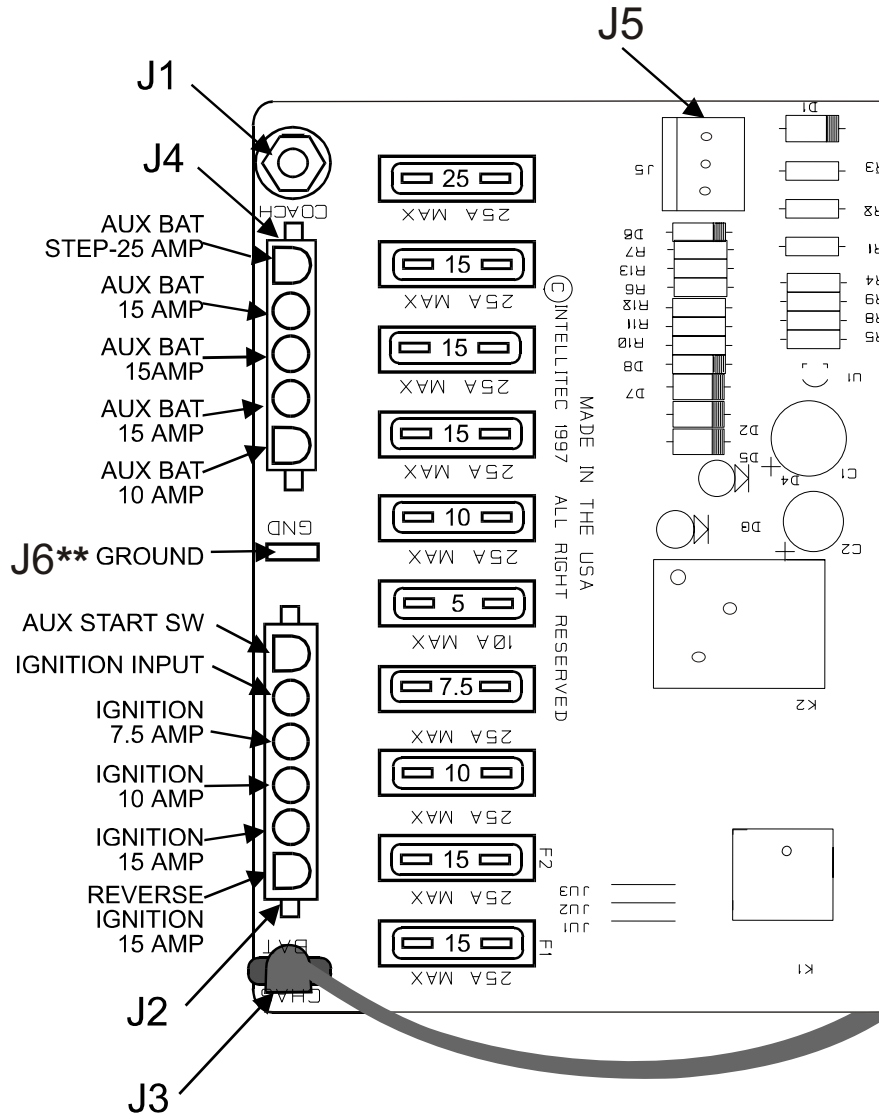 J5
J1
J4
COACH
AUX BAT
STEP-25 AMP
AUX BAT
15 AMP
AUX BAT
15AMP
AUX BAT
15 AMP
AUX BAT
10 AMP
GND
J6** GROUND
AUX START SW
IGNITION INPUT
IGNITION
7.5 AMP
IGNITION
10 AMP
IGNITION
15 AMP
REVERSE
IGNITION
15 AMP
BAT
CHAS
J2
J3
25
25A MAX
15
25A MAX
15
25A MAX
15
25A MAX
10
25A MAX
5
10A MAX
7.5
25A MAX
10
25A MAX
15
F2
25A MAX
15
F1
25A MAX
©INTELLITEC 1997 ALL RIGHT RESERVED
MADE IN THE USA
J5
D1
R3
R2
R1
R4
R9
R8
R5
D6
R7
R13
R6
R12
R11
R10
D8
D7
U1
D2
D5
D4
C1
D3
C2
K2
JU3
JU2
JU1
K1